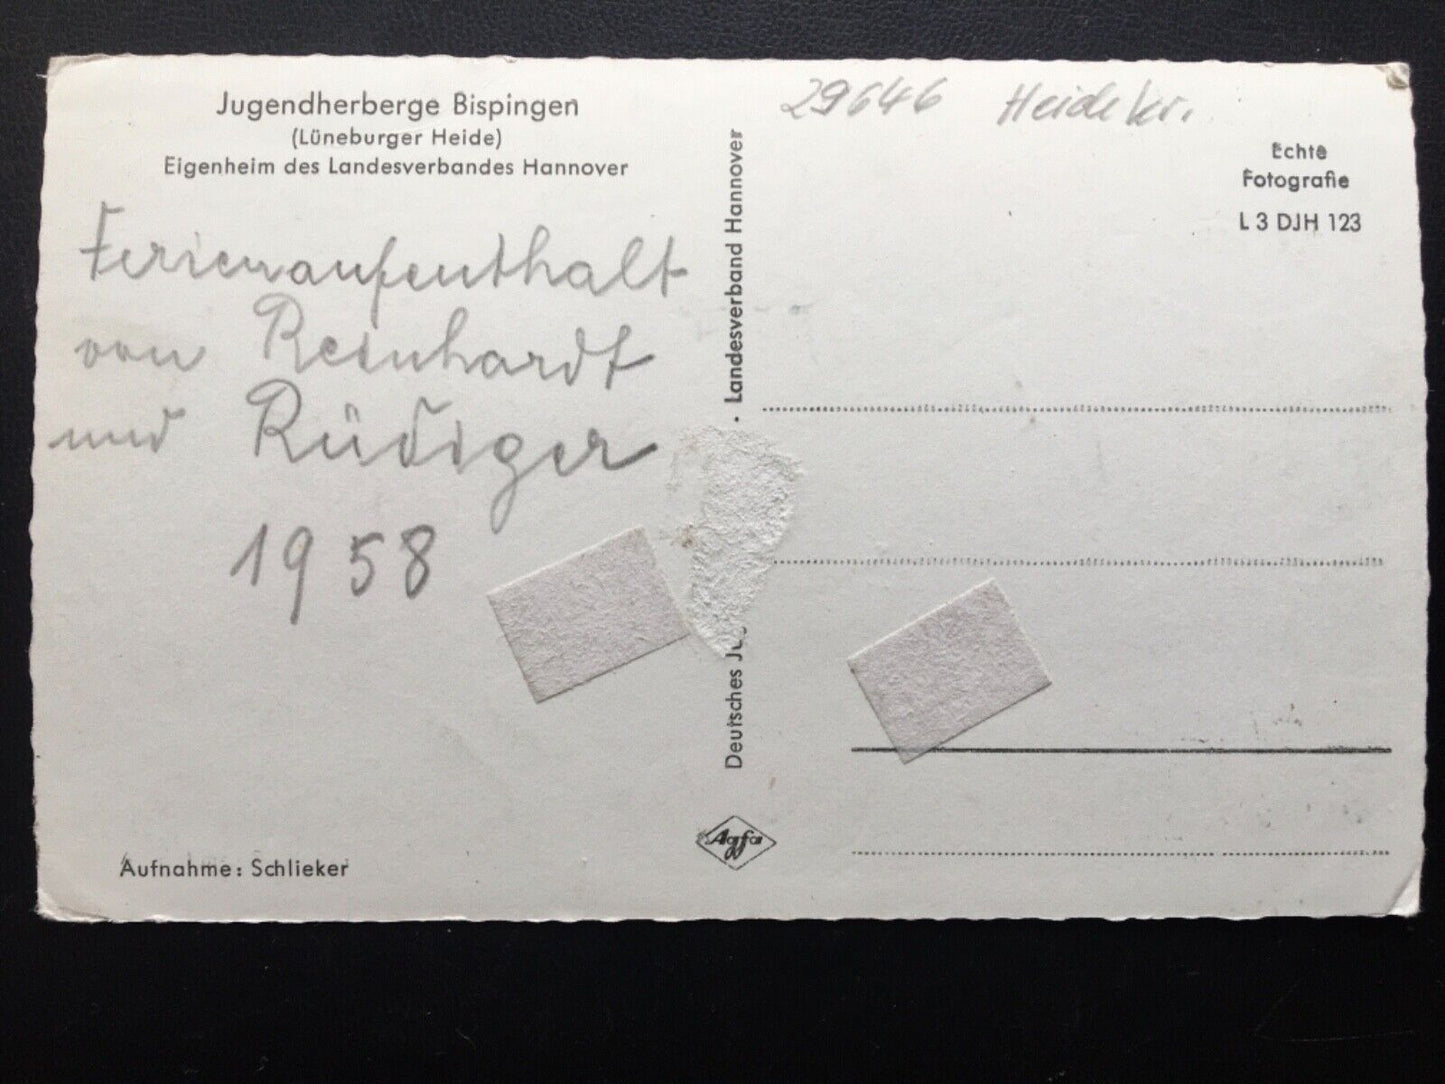 Jugendherberge Bispingen
(Lüneburger Heide)
Eigenheim des Landesverbandes Hannover
Ferienaufenthalt
von Reinhardt
und Rüdiger
1958
Aufnahme: Schlieker
Deutsches · Landesverband Hannover
Agfa
29646 Heidekr.
Echte
Fotografie
L 3 DJH 123